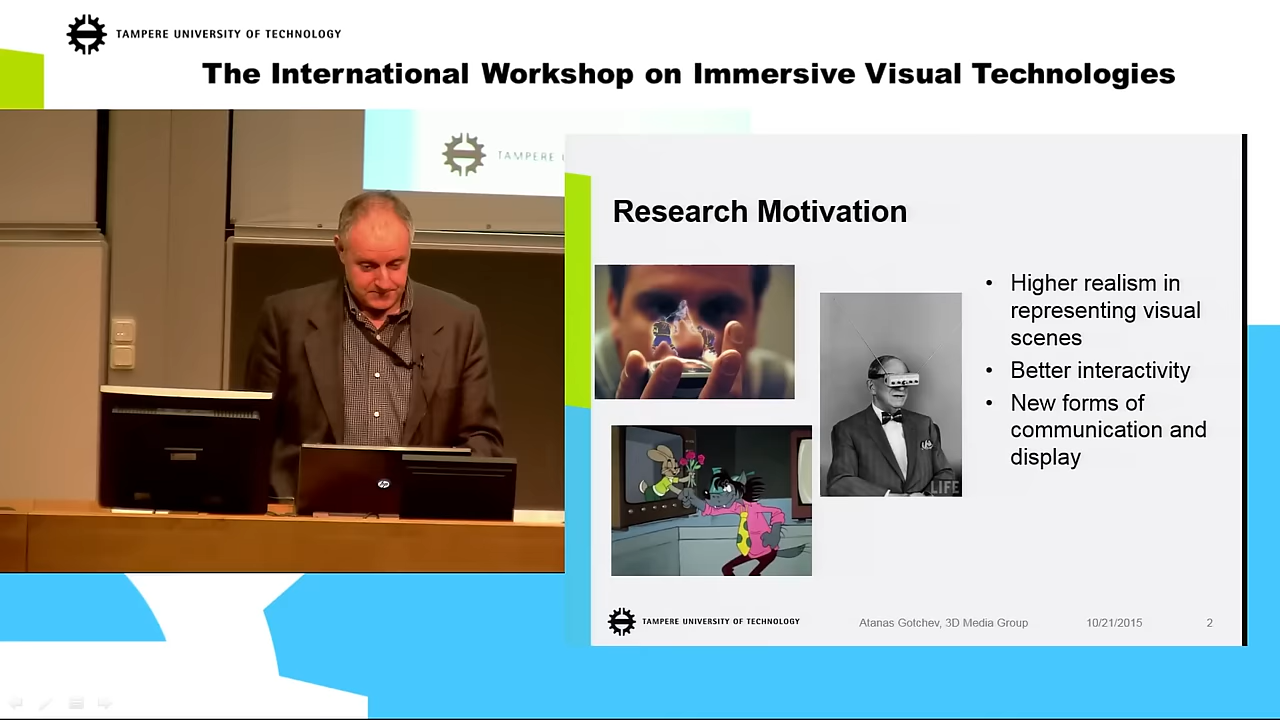 TAMPERE UNIVERSITY OF TECHNOLOGY
The International Workshop on Immersive Visual Technologies
TAMPERE U
Research Motivation
• Higher realism in
representing visual
scenes
• Better interactivity
• New forms of
communication and
display
LIFE
hp
TAMPERE UNIVERSITY OF TECHNOLOGY
Atanas Gotchev, 3D Media Group
10/21/2015
2